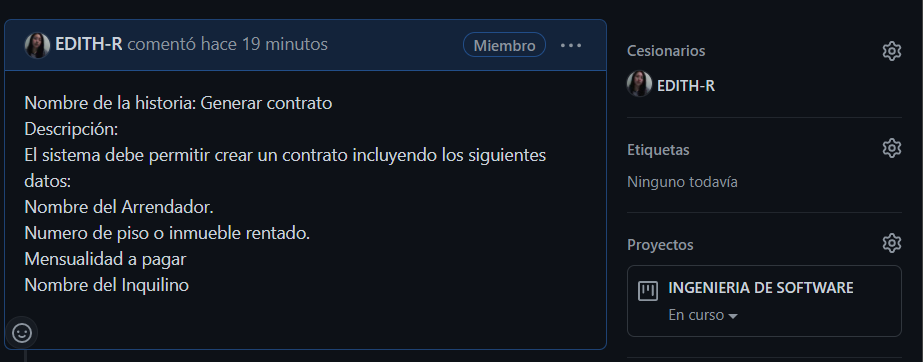 EDITH-R comentó hace 19 minutos
Miembro
Nombre de la historia: Generar contrato
Descripción:
El sistema debe permitir crear un contrato incluyendo los siguientes
datos:
Nombre del Arrendador.
Numero de piso o inmueble rentado.
Mensualidad a pagar
Nombre del Inquilino
Cesionarios
EDITH-R
Etiquetas
Ninguno todavía
Proyectos
INGENIERIA DE SOFTWARE
En curso